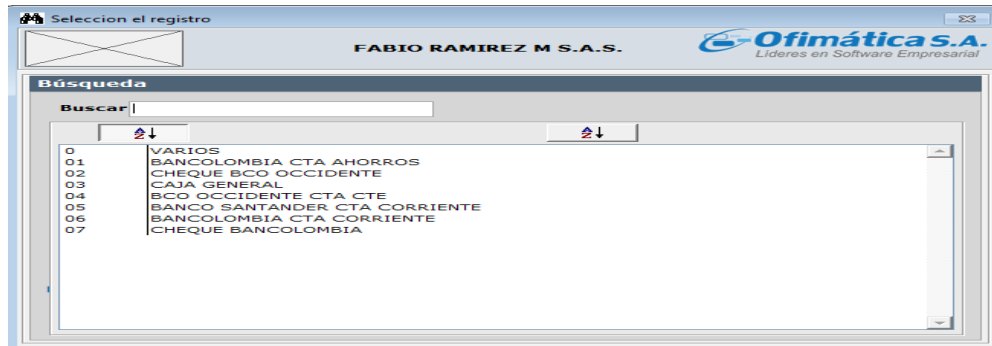 Seleccion el registro
FABIO RAMIREZ M S.A.S.
Ofimática S.A.
Líderes en Software Empresarial
Búsqueda
Buscar
0 VARIOS
01 BANCOLOMBIA CTA AHORROS
02 CHEQUE BCO OCCIDENTE
03 CAJA GENERAL
04 BCO OCCIDENTE CTA CTE
05 BANCO SANTANDER CTA CORRIENTE
06 BANCOLOMBIA CTA CORRIENTE
07 CHEQUE BANCOLOMBIA